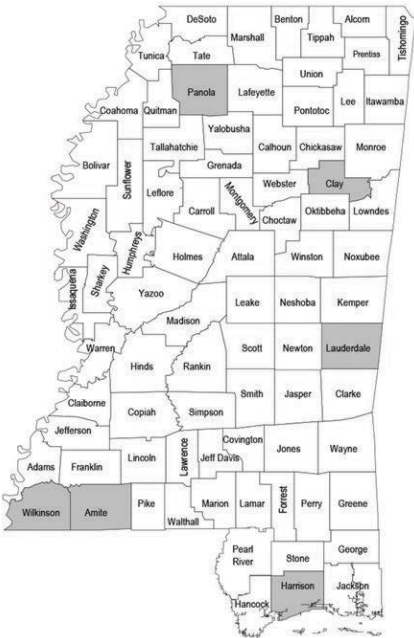 DeSoto
Benton
Alcorn
Tishomingo
Marshall
Tippah
Tunica
Tate
Prentiss
Union
Panola
Lafeyette
Lee
Itawamba
Coahoma
Quitman
Pontotoc
Yalobusha
Tallahatchie
Calhoun
Chickasaw
Monroe
Bolivar
Sunflower
Grenada
Leflore
Webster
Clay
Montgomery
Carroll
Oktibbeha
Lowndes
Choctaw
Washington
Humphreys
Holmes
Attala
Winston
Noxubee
Sharkey
Issaquena
Yazoo
Leake
Neshoba
Kemper
Madison
Warren
Scott
Newton
Lauderdale
Hinds
Rankin
Claiborne
Smith
Jasper
Clarke
Copiah
Simpson
Jefferson
Covington
Lawrence
Jeff Davis
Jones
Wayne
Adams
Franklin
Lincoln
Wilkinson
Amite
Pike
Marion
Lamar
Forrest
Perry
Greene
Walthall
Pearl
River
Stone
George
Harrison
Jackson
Hancock